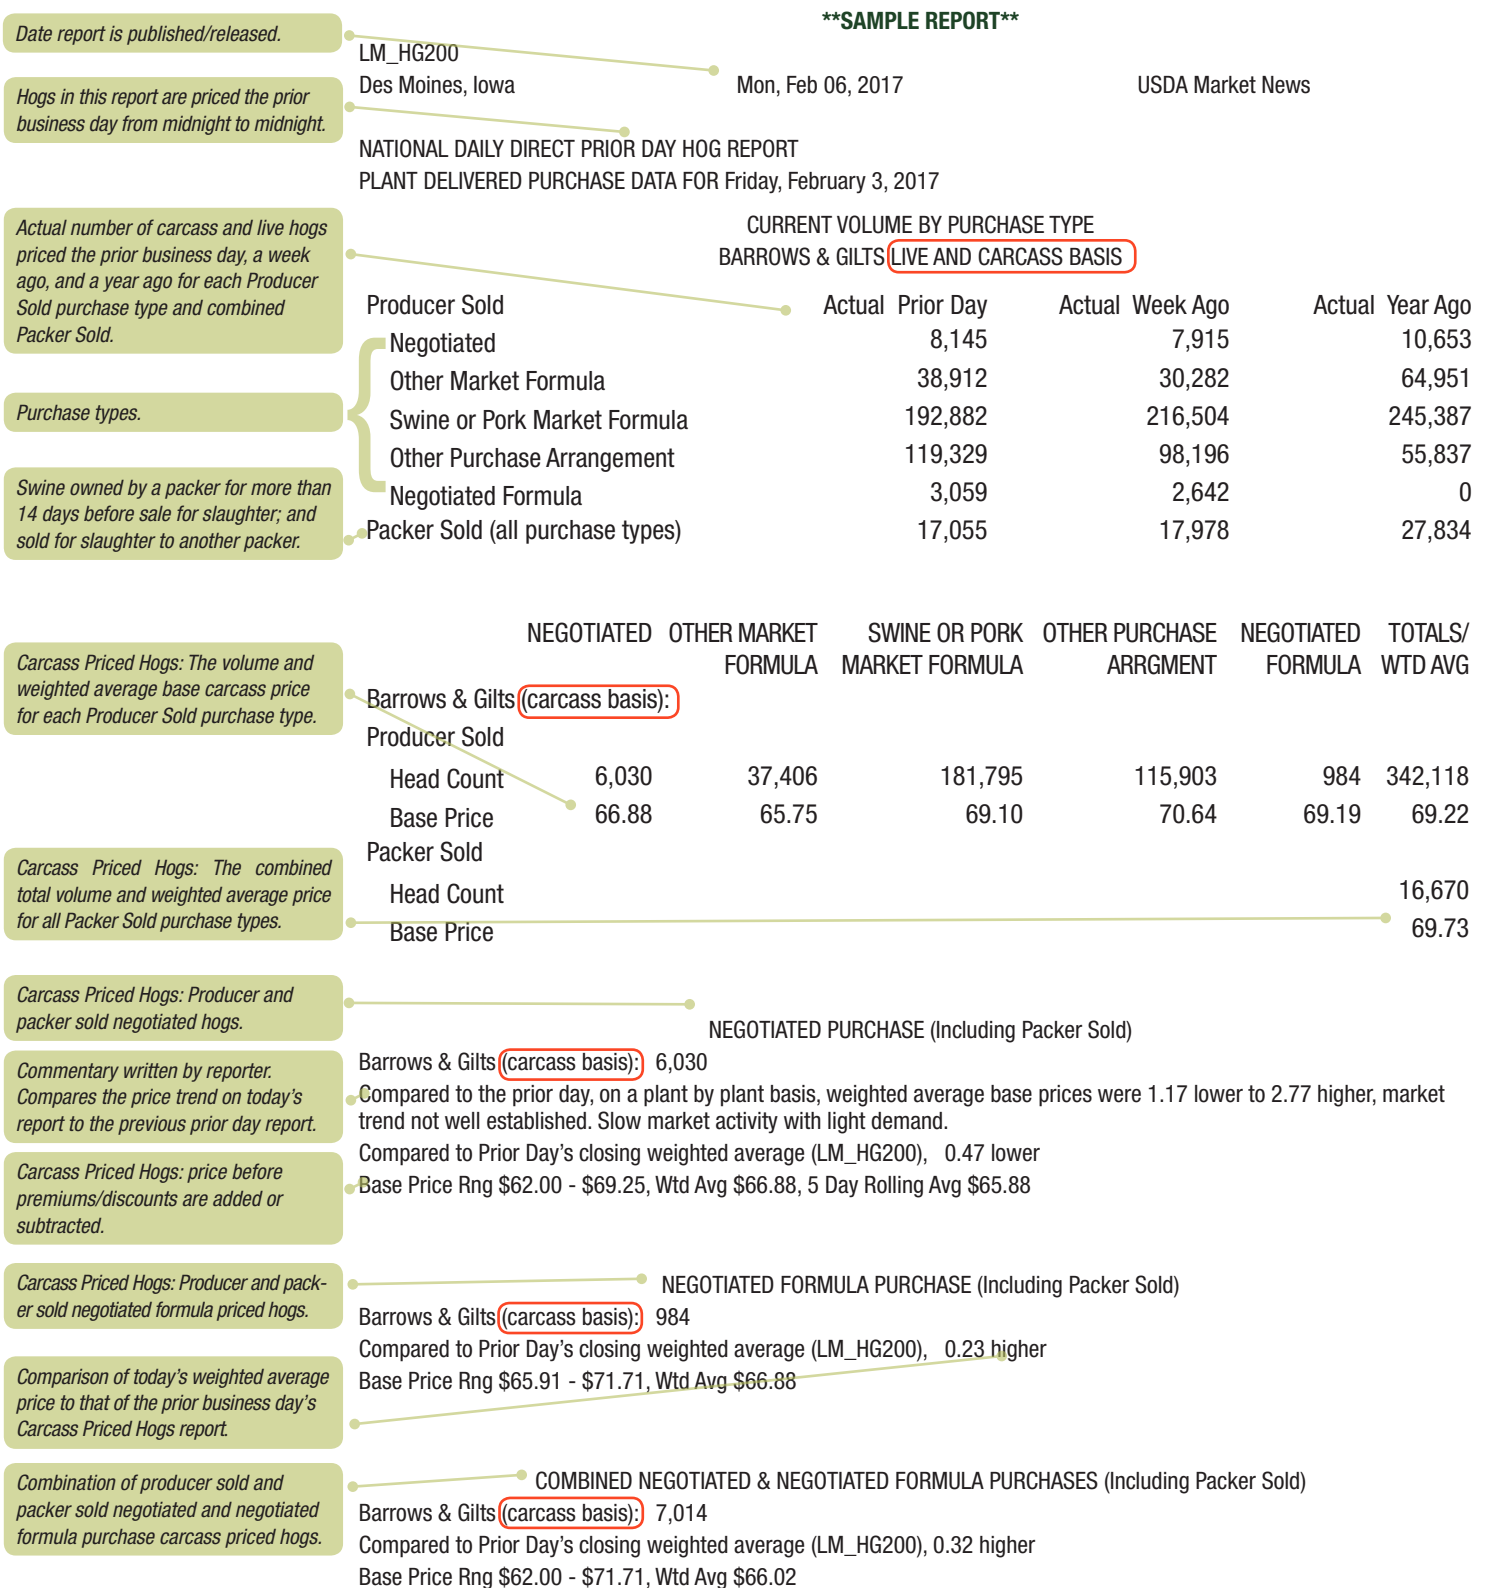 **SAMPLE REPORT**
Date report is published/released.
LM_HG200
Des Moines, Iowa Mon, Feb 06, 2017 USDA Market News
Hogs in this report are priced the prior
business day from midnight to midnight.
NATIONAL DAILY DIRECT PRIOR DAY HOG REPORT
PLANT DELIVERED PURCHASE DATA FOR Friday, February 3, 2017
Actual number of carcass and live hogs
priced the prior business day, a week
ago, and a year ago for each Producer
Sold purchase type and combined
Packer Sold.
CURRENT VOLUME BY PURCHASE TYPE
BARROWS & GILTS LIVE AND CARCASS BASIS
Producer Sold Actual Prior Day Actual Week Ago Actual Year Ago
Negotiated 8,145 7,915 10,653
Other Market Formula 38,912 30,282 64,951
Purchase types.
Swine or Pork Market Formula 192,882 216,504 245,387
Other Purchase Arrangement 119,329 98,196 55,837
Negotiated Formula 3,059 2,642 0
Swine owned by a packer for more than
14 days before sale for slaughter; and
sold for slaughter to another packer.
Packer Sold (all purchase types) 17,055 17,978 27,834
NEGOTIATED OTHER MARKET SWINE OR PORK OTHER PURCHASE NEGOTIATED TOTALS/
FORMULA MARKET FORMULA ARRGMENT FORMULA WTD AVG
Carcass Priced Hogs: The volume and
weighted average base carcass price
for each Producer Sold purchase type.
Barrows & Gilts (carcass basis):
Producer Sold
Head Count 6,030 37,406 181,795 115,903 984 342,118
Base Price 66.88 65.75 69.10 70.64 69.19 69.22
Packer Sold
Carcass Priced Hogs: The combined
total volume and weighted average price
for all Packer Sold purchase types.
Head Count 16,670
Base Price 69.73
Carcass Priced Hogs: Producer and
packer sold negotiated hogs.
NEGOTIATED PURCHASE (Including Packer Sold)
Barrows & Gilts (carcass basis): 6,030
Commentary written by reporter.
Compares the price trend on today's
report to the previous prior day report.
Compared to the prior day, on a plant by plant basis, weighted average base prices were 1.17 lower to 2.77 higher, market
trend not well established. Slow market activity with light demand.
Compared to Prior Day's closing weighted average (LM_HG200), 0.47 lower
Carcass Priced Hogs: price before
premiums/discounts are added or
subtracted.
Base Price Rng $62.00 - $69.25, Wtd Avg $66.88, 5 Day Rolling Avg $65.88
Carcass Priced Hogs: Producer and pack-
er sold negotiated formula priced hogs.
NEGOTIATED FORMULA PURCHASE (Including Packer Sold)
Barrows & Gilts (carcass basis): 984
Compared to Prior Day's closing weighted average (LM_HG200), 0.23 higher
Base Price Rng $65.91 - $71.71, Wtd Avg $66.88
Comparison of today's weighted average
price to that of the prior business day's
Carcass Priced Hogs report.
Combination of producer sold and
packer sold negotiated and negotiated
formula purchase carcass priced hogs.
COMBINED NEGOTIATED & NEGOTIATED FORMULA PURCHASES (Including Packer Sold)
Barrows & Gilts (carcass basis): 7,014
Compared to Prior Day's closing weighted average (LM_HG200), 0.32 higher
Base Price Rng $62.00 - $71.71, Wtd Avg $66.02